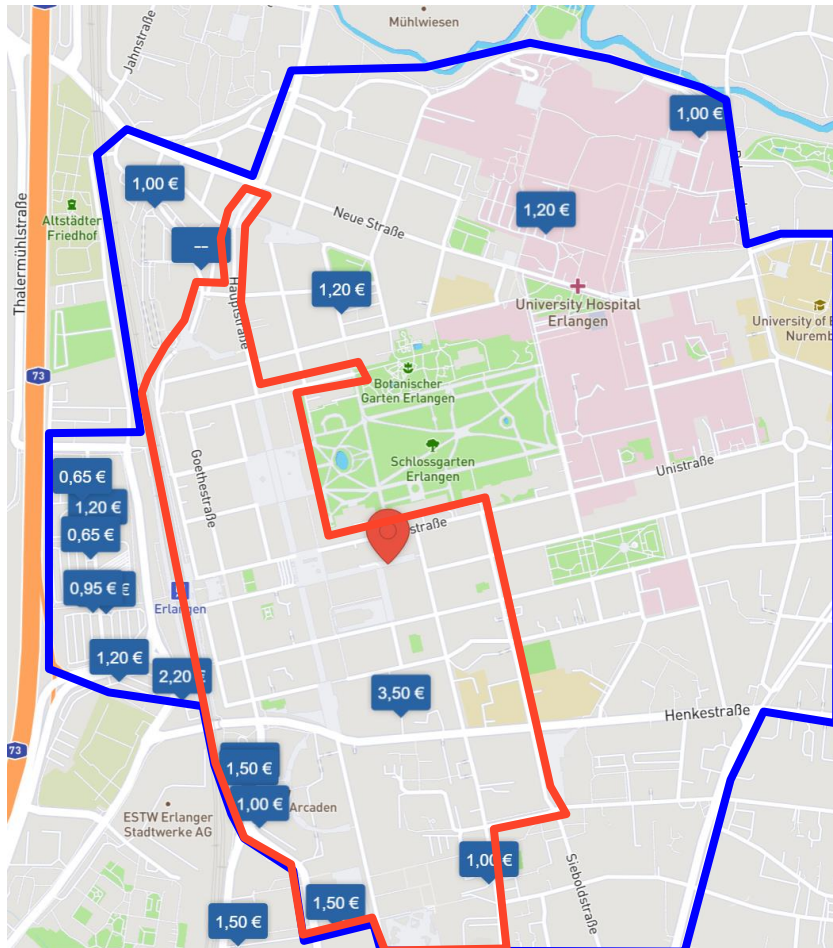 Mühlwiesen
Jahnstraße
1,00 €
1,00 €
Thalermühlstraße
Altstädter
Friedhof
Neue Straße
1,20 €
---
Hauptstraße
1,20 €
University Hospital
Erlangen
University of
Nuremb
73
Botanischer
Garten Erlangen
Goethestraße
Schlossgarten
Erlangen
Unistraße
0,65 €
1,20 €
straße
0,65 €
0,95 €
€
Erlangen
1,20 €
2,20 €
3,50 €
Henkestraße
73
1,50 €
1,00 €
Arcaden
ESTW Erlanger
Stadtwerke AG
1,00 €
Sieboldstraße
1,50 €
1,50 €